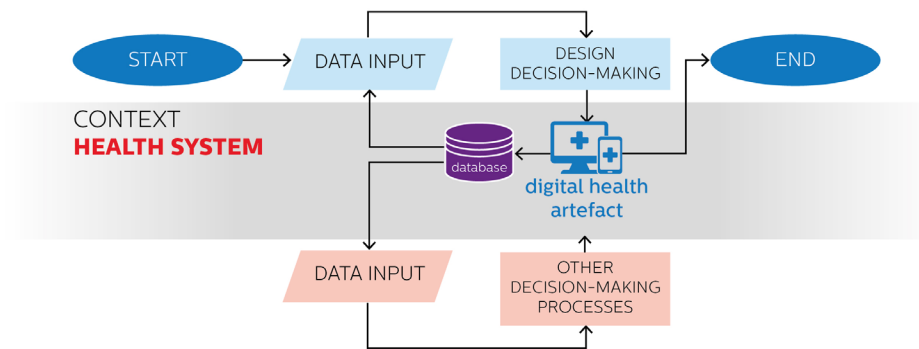 START
DATA INPUT
DESIGN
DECISION-MAKING
END
CONTEXT
HEALTH SYSTEM
database
digital health
artefact
DATA INPUT
OTHER
DECISION-MAKING
PROCESSES